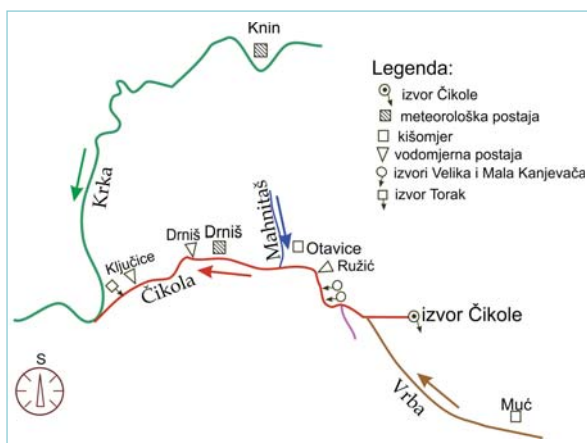 Knin
Legenda:
izvor Čikole
meteorološka postaja
kišomjer
vodomjerna postaja
izvori Velika i Mala Kanjevača
izvor Torak
Krka
Mahnitaš
Drniš
Drniš
Otavice
Ružić
Ključice
Čikola
izvor Čikole
S
Vrba
Muć